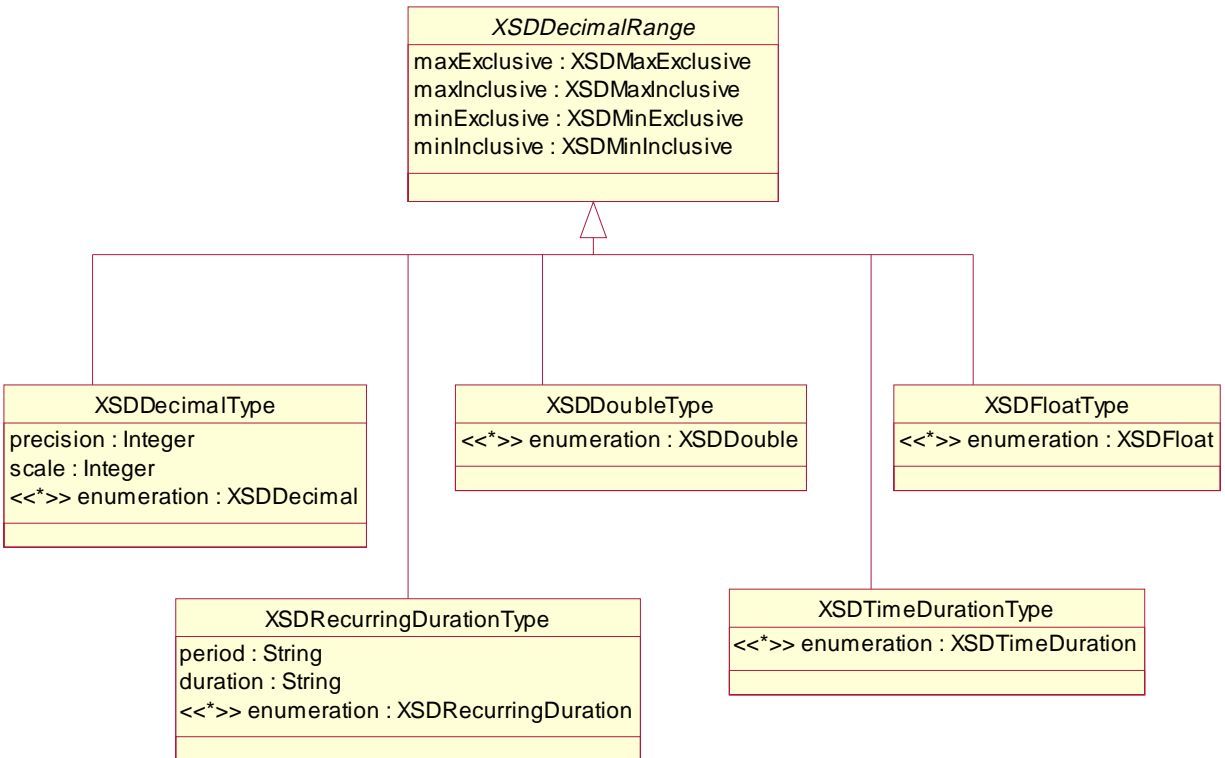 XSDDecimalRange
maxExclusive : XSDMaxExclusive
maxInclusive : XSDMaxInclusive
minExclusive : XSDMinExclusive
minInclusive : XSDMinInclusive
XSDDecimalType
precision : Integer
scale : Integer
<<*>> enumeration : XSDDecimal
XSDDoubleType
<<*>> enumeration : XSDDouble
XSDFloatType
<<*>> enumeration : XSDFloat
XSDRecurringDurationType
period : String
duration : String
<<*>> enumeration : XSDRecurringDuration
XSDTimeDurationType
<<*>> enumeration : XSDTimeDuration